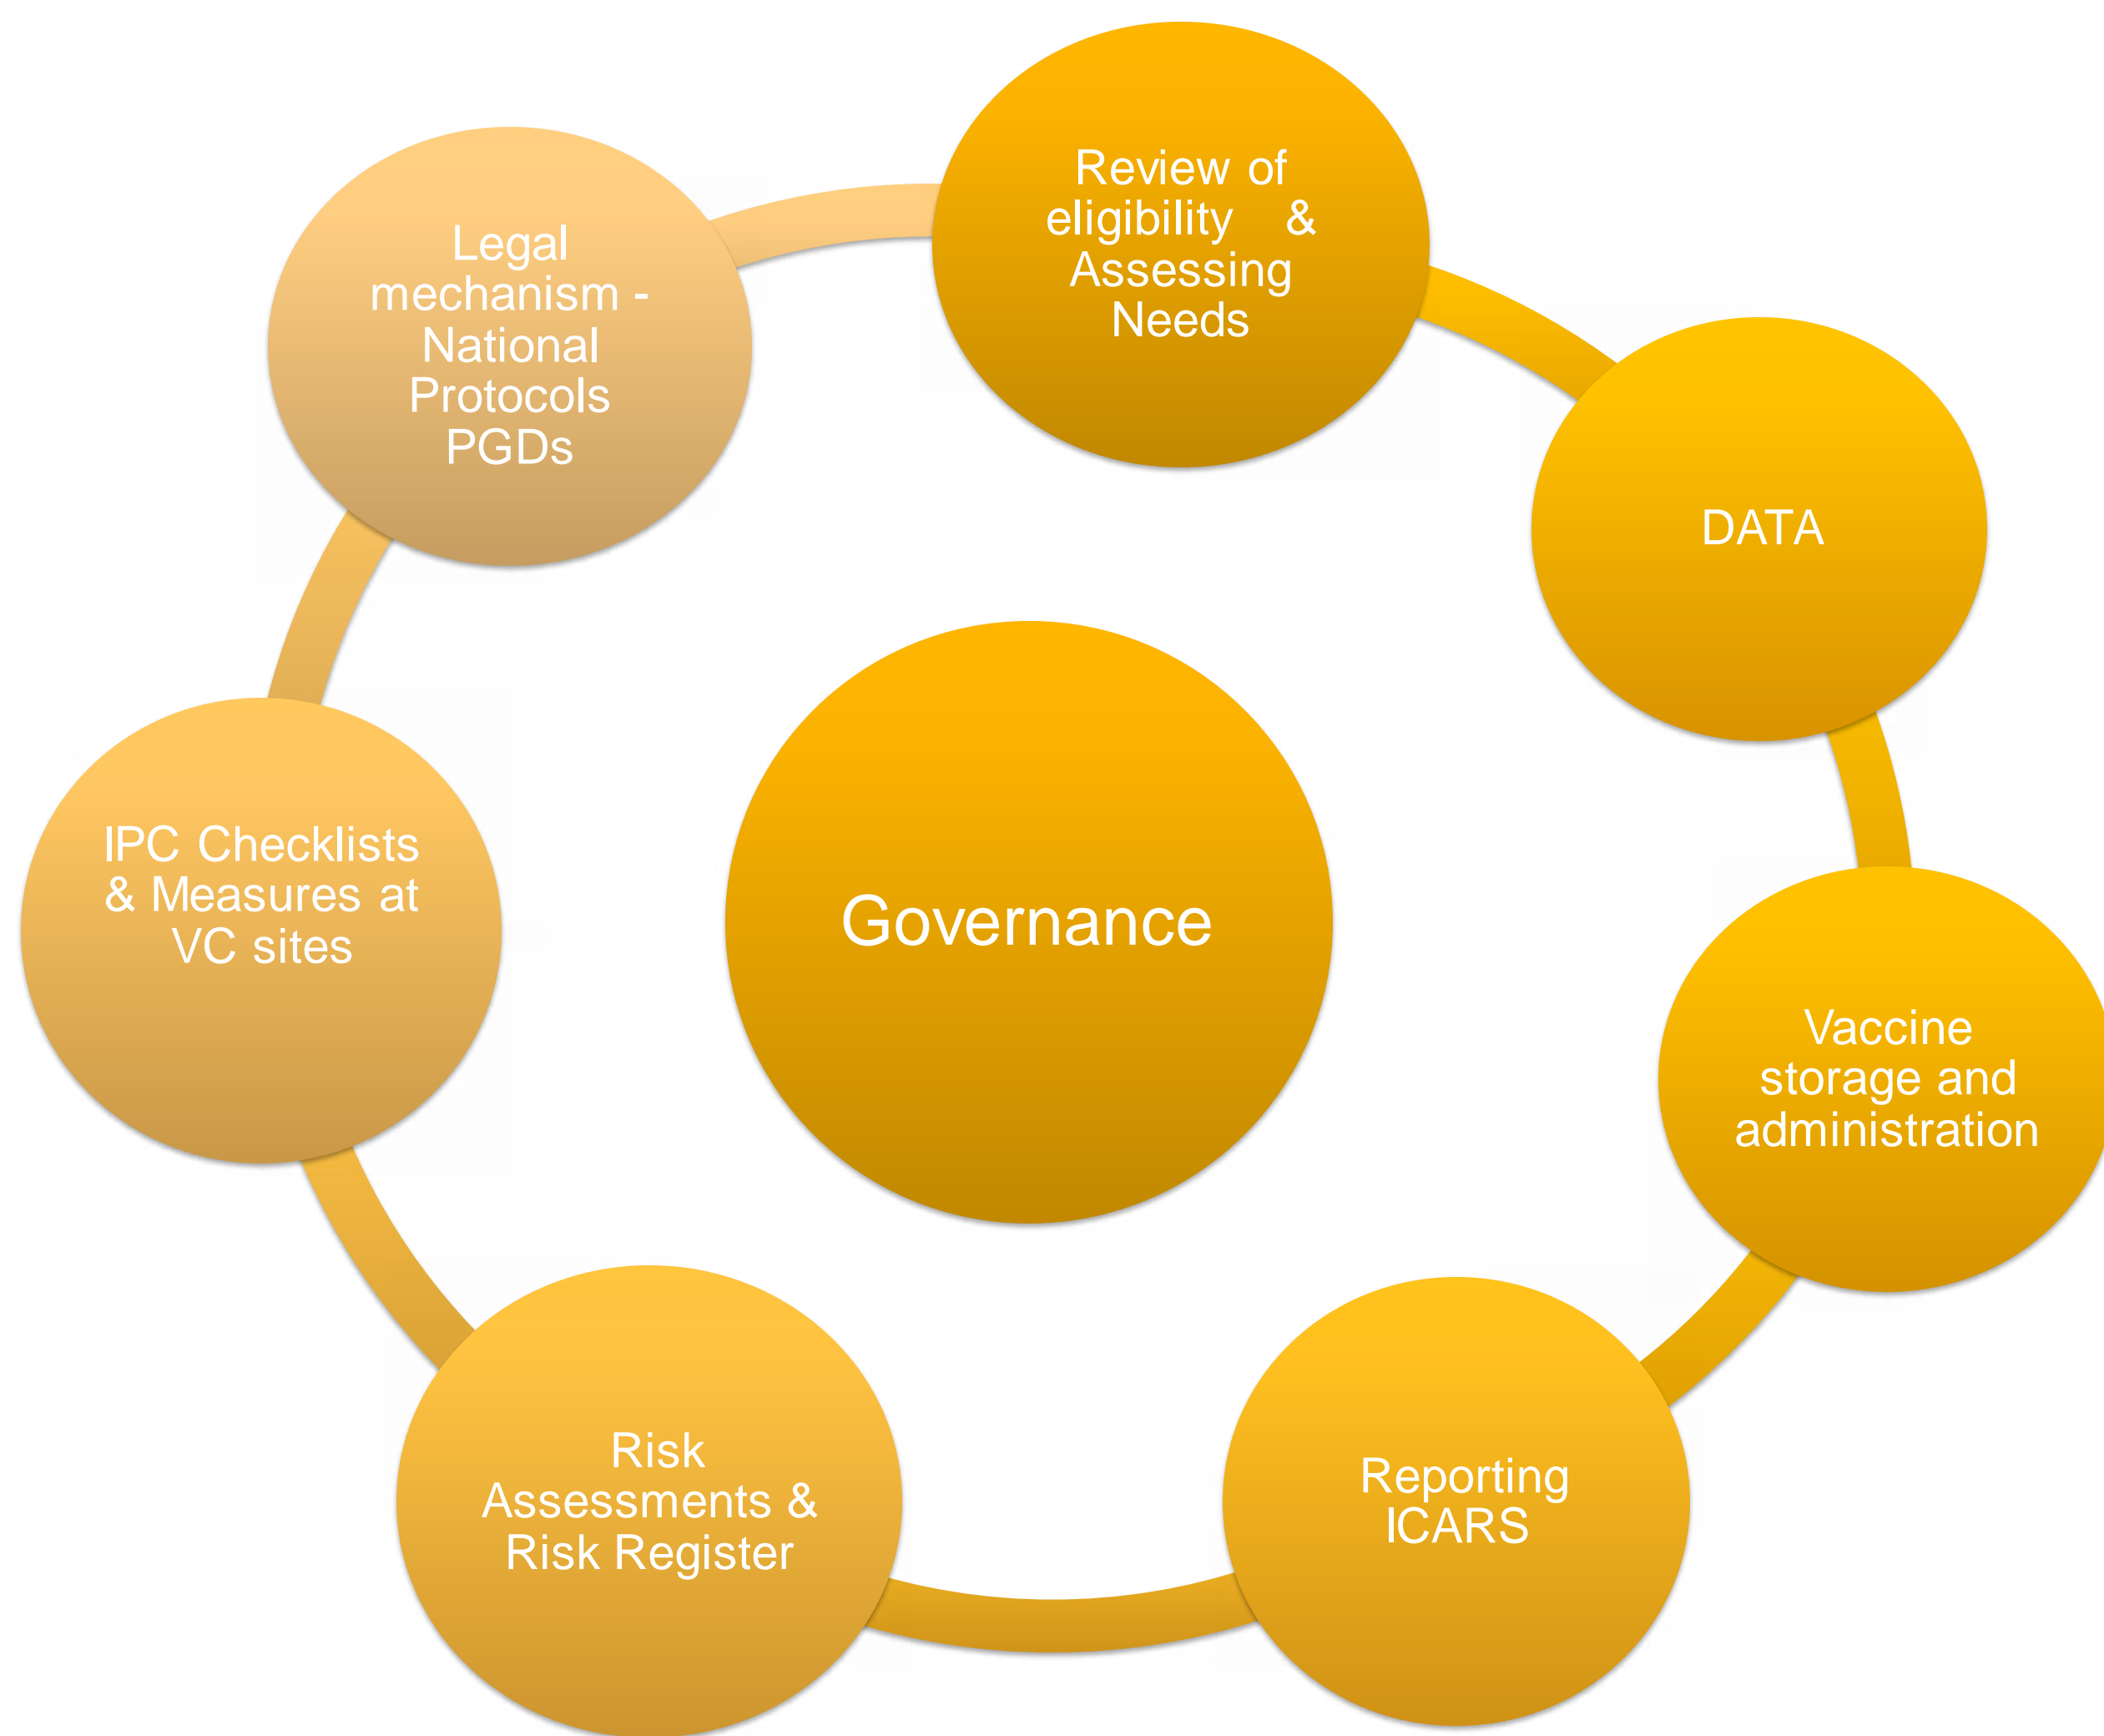 Review of
eligibility & 
Assessing
Needs
DATA
Vaccine
storage and
administration
Reporting
ICARS
Risk
Assessments &
Risk Register
IPC Checklists
& Measures at
VC sites
Legal
mechanism -
National
Protocols
PGDs
Governance